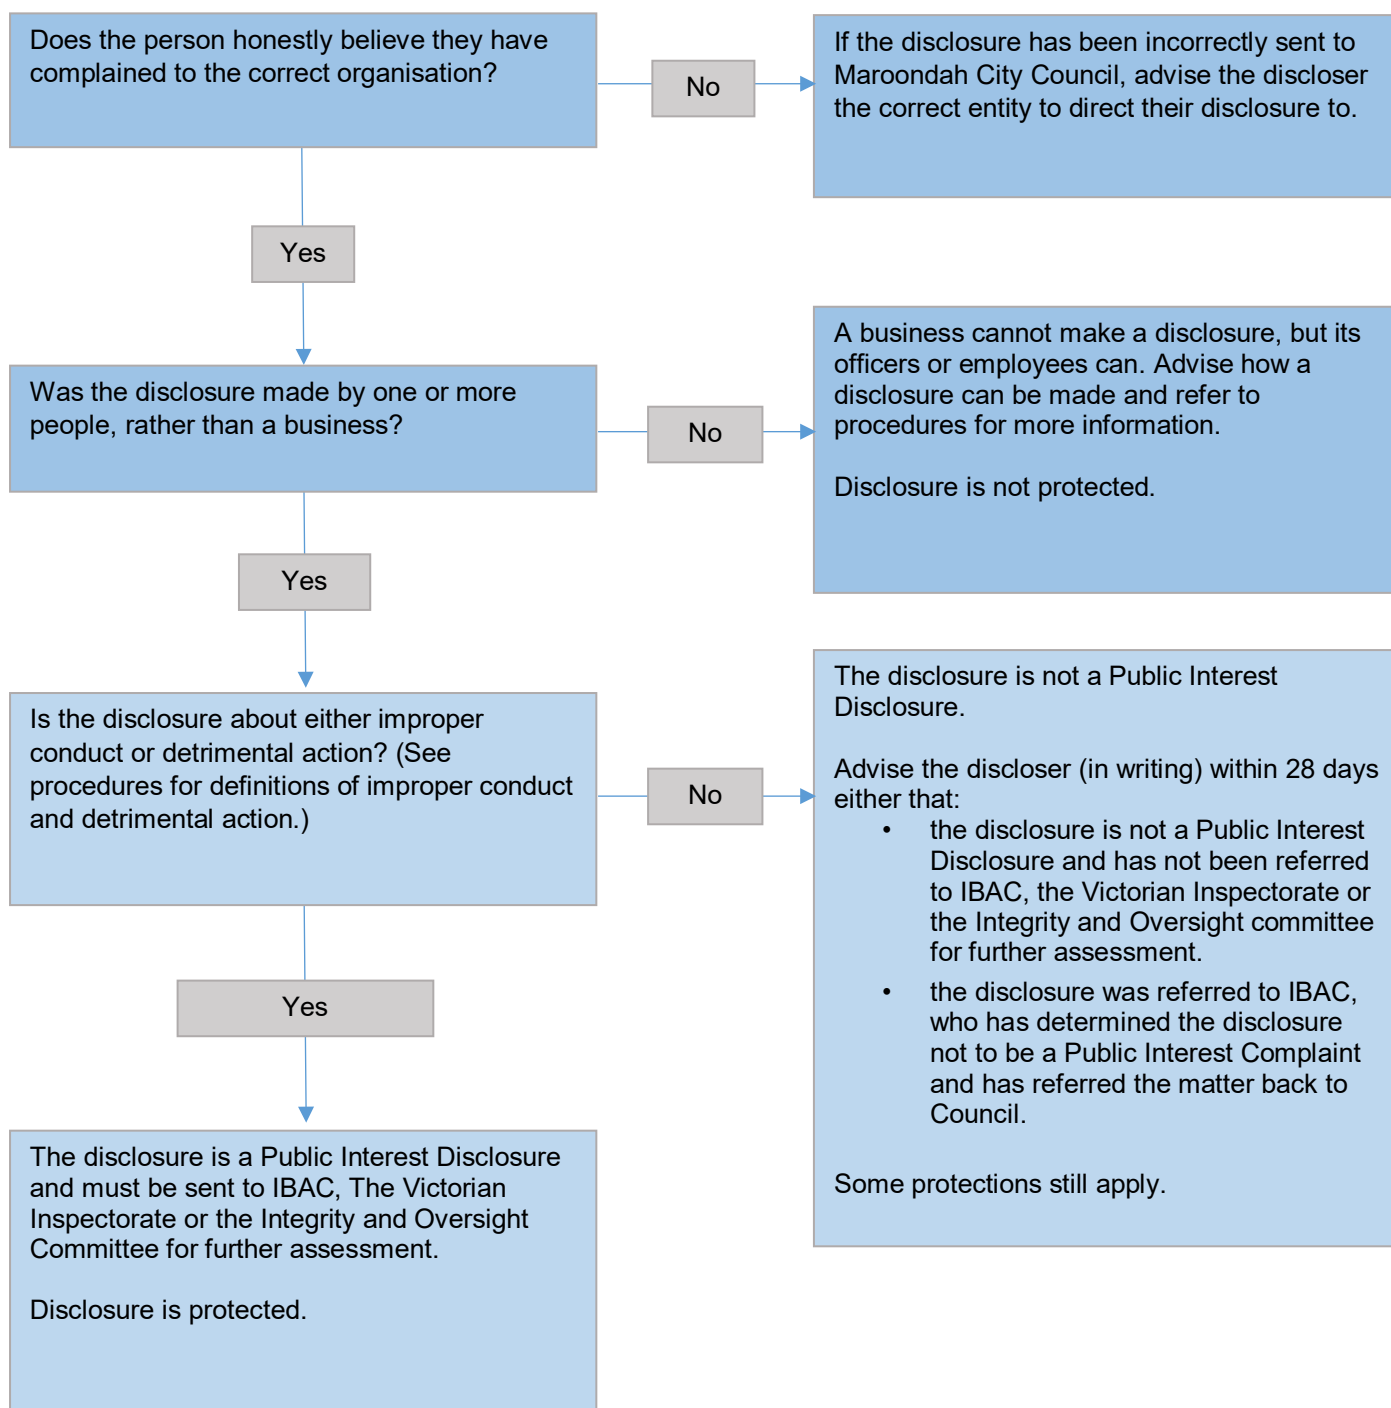 Does the person honestly believe they have
complained to the correct organisation?
No
If the disclosure has been incorrectly sent to
Maroondah City Council, advise the discloser
the correct entity to direct their disclosure to.
Yes
Was the disclosure made by one or more
people, rather than a business?
No
A business cannot make a disclosure, but its
officers or employees can. Advise how a
disclosure can be made and refer to
procedures for more information.
Disclosure is not protected.
Yes
Is the disclosure about either improper
conduct or detrimental action? (See
procedures for definitions of improper conduct
and detrimental action.)
No
The disclosure is not a Public Interest
Disclosure.
Advise the discloser (in writing) within 28 days
either that:
• the disclosure is not a Public Interest
Disclosure and has not been referred
to IBAC, the Victorian Inspectorate or
the Integrity and Oversight committee
for further assessment.
• the disclosure was referred to IBAC,
who has determined the disclosure
not to be a Public Interest Complaint
and has referred the matter back to
Council.
Some protections still apply.
Yes
The disclosure is a Public Interest Disclosure
and must be sent to IBAC, The Victorian
Inspectorate or the Integrity and Oversight
Committee for further assessment.
Disclosure is protected.